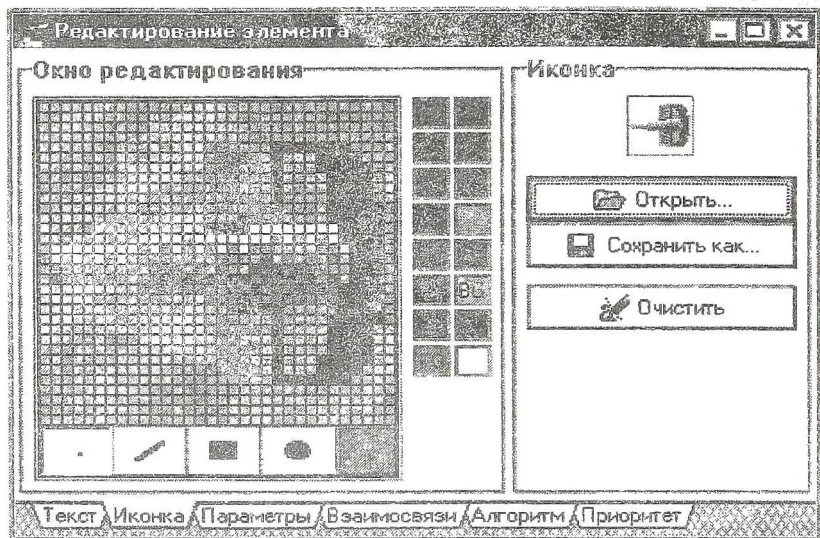 Редактирование элемента
Окно редактирования
Иконка
Открыть...
Сохранить как...
Очистить
Текст Иконка Параметры Взаимосвязи Алгоритм Приоритет